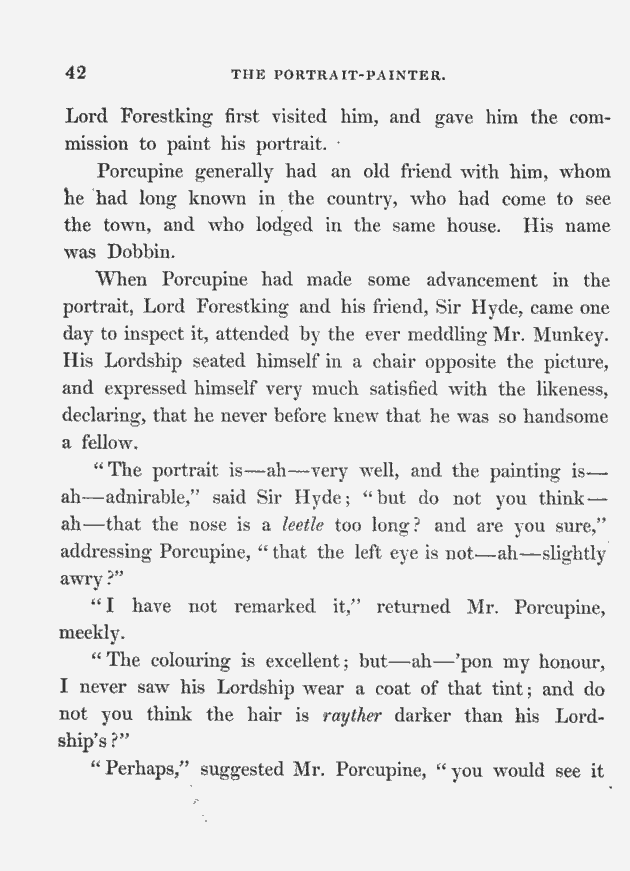 42 THE PORTRAIT-PAINTER.
Lord Forestking first visited him, and gave him the com-
mission to paint his portrait.
Porcupine generally had an old friend with him, whom
he had long known in the country, who had come to see
the town, and who lodged in the same house. His name
was Dobbin.
When Porcupine had made some advancement in the
portrait, Lord Forestking and his friend, Sir Hyde, came one
day to inspect it, attended by the ever meddling Mr. Munkey.
His Lordship seated himself in a chair opposite the picture,
and expressed himself very much satisfied with the likeness,
declaring, that he never before knew that he was so handsome
a fellow.
“The portrait is—ah—very well, and the painting is—
ah—adnirable,” said Sir Hyde; “but do not you think—
ah—that the nose is a leetle too long? and are you sure,”
addressing Porcupine, “that the left eye is not—ah—slightly
awry?”
“I have not remarked it,” returned Mr. Porcupine,
meekly.
“The colouring is excellent; but—ah—’pon my honour,
I never saw his Lordship wear a coat of that tint; and do
not you think the hair is rayther darker than his Lord-
ship’s?”
“Perhaps,” suggested Mr. Porcupine, “you would see it